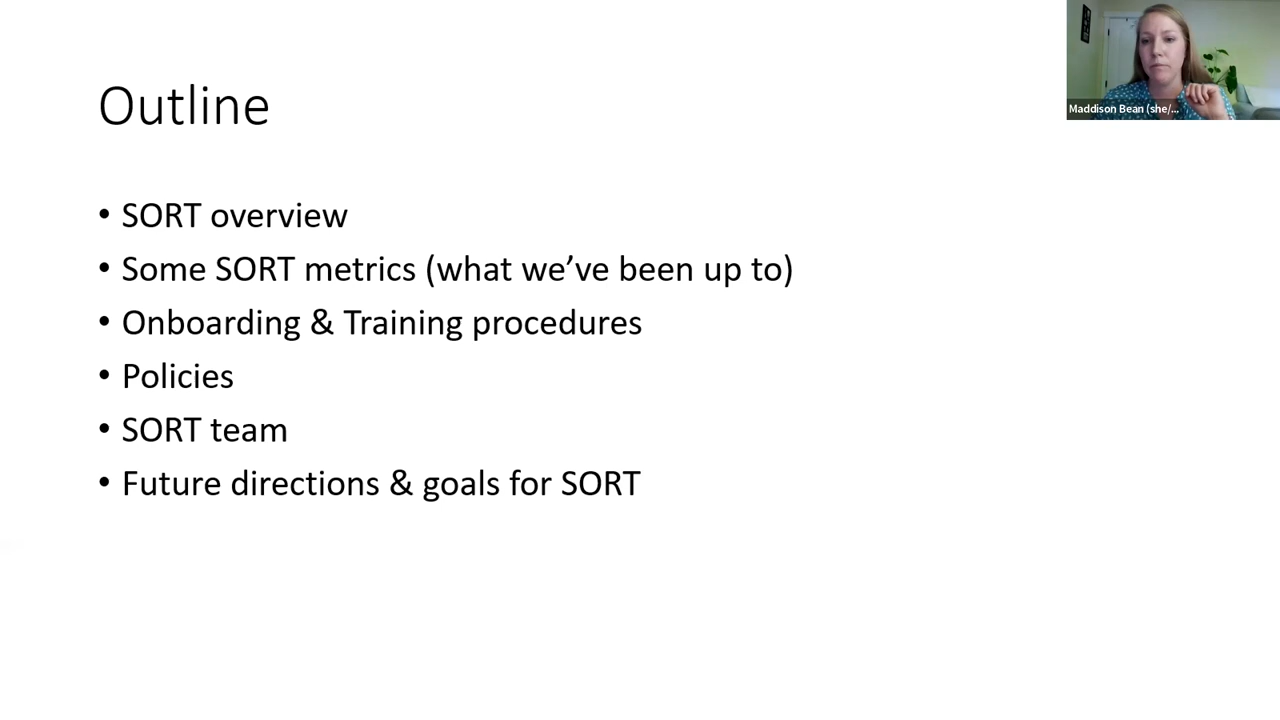 Outline
• SORT overview
• Some SORT metrics (what we’ve been up to)
• Onboarding & Training procedures
• Policies
• SORT team
• Future directions & goals for SORT
Maddison Bean (she/...